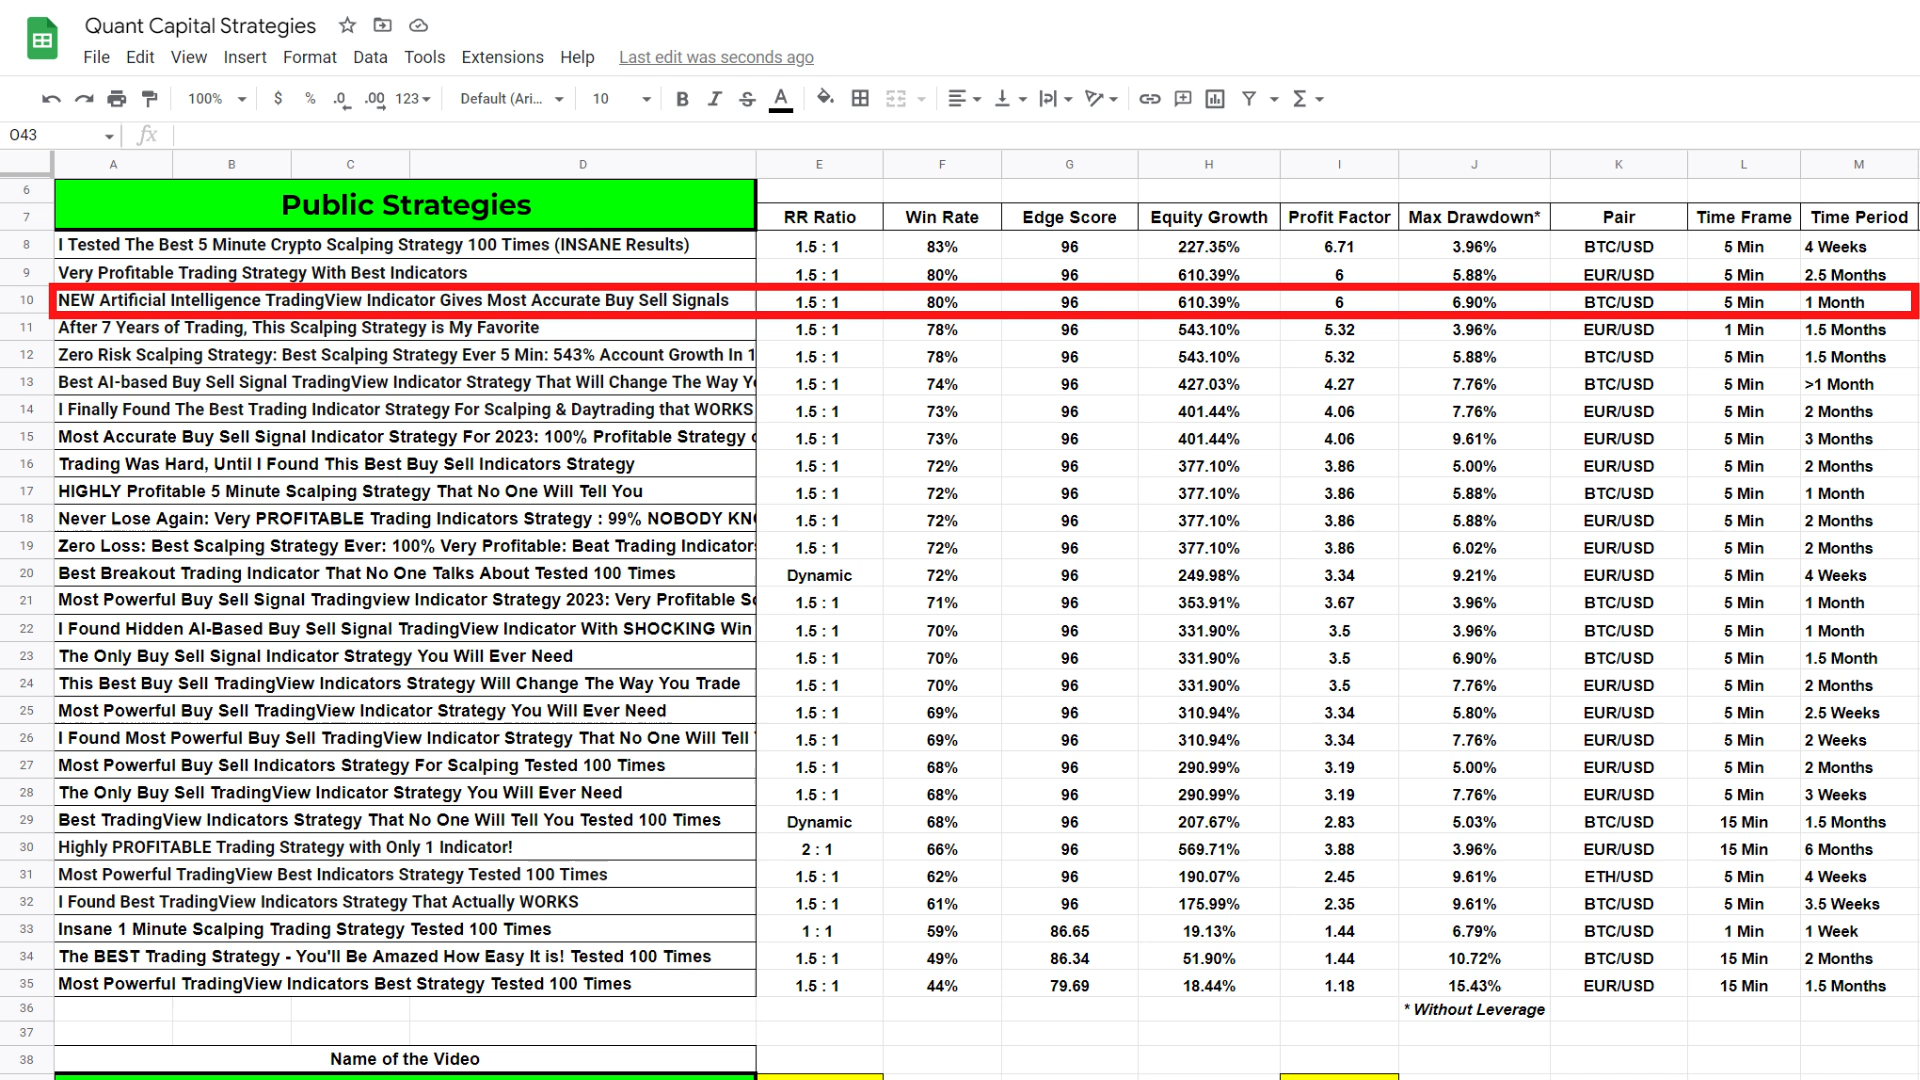 Quant Capital Strategies
File Edit View Insert Format Data Tools Extensions Help Last edit was seconds ago
100% $ % .0 .00 123 Default (Ari... 10 B I S A
O43 fx
A B C D E F G H I J K L M
6 Public Strategies
7 RR Ratio Win Rate Edge Score Equity Growth Profit Factor Max Drawdown* Pair Time Frame Time Period
8 I Tested The Best 5 Minute Crypto Scalping Strategy 100 Times (INSANE Results) 1.5 : 1 83% 96 227.35% 6.71 3.96% BTC/USD 5 Min 4 Weeks
9 Very Profitable Trading Strategy With Best Indicators 1.5 : 1 80% 96 610.39% 6 5.88% EUR/USD 5 Min 2.5 Months
10 NEW Artificial Intelligence TradingView Indicator Gives Most Accurate Buy Sell Signals 1.5 : 1 80% 96 610.39% 6 6.90% BTC/USD 5 Min 1 Month
11 After 7 Years of Trading, This Scalping Strategy is My Favorite 1.5 : 1 78% 96 543.10% 5.32 3.96% EUR/USD 1 Min 1.5 Months
12 Zero Risk Scalping Strategy: Best Scalping Strategy Ever 5 Min: 543% Account Growth In 1 1.5 : 1 78% 96 543.10% 5.32 5.88% BTC/USD 5 Min 1.5 Months
13 Best AI-based Buy Sell Signal TradingView Indicator Strategy That Will Change The Way 1.5 : 1 74% 96 427.03% 4.27 7.76% BTC/USD 5 Min >1 Month
14 I Finally Found The Best Trading Indicator Strategy For Scalping & Daytrading that WORKS 1.5 : 1 73% 96 401.44% 4.06 7.76% EUR/USD 5 Min 2 Months
15 Most Accurate Buy Sell Signal Indicator Strategy For 2023: 100% Profitable Strategy 1.5 : 1 73% 96 401.44% 4.06 9.61% EUR/USD 5 Min 3 Months
16 Trading Was Hard, Until I Found This Best Buy Sell Indicators Strategy 1.5 : 1 72% 96 377.10% 3.86 5.00% EUR/USD 5 Min 2 Months
17 HIGHLY Profitable 5 Minute Scalping Strategy That No One Will Tell You 1.5 : 1 72% 96 377.10% 3.86 5.88% BTC/USD 5 Min 1 Month
18 Never Lose Again: Very PROFITABLE Trading Indicators Strategy : 99% NOBODY KN 1.5 : 1 72% 96 377.10% 3.86 5.88% EUR/USD 5 Min 2 Months
19 Zero Loss: Best Scalping Strategy Ever: 100% Very Profitable: Beat Trading Indicator 1.5 : 1 72% 96 377.10% 3.86 6.02% EUR/USD 5 Min 2 Months
20 Best Breakout Trading Indicator That No One Talks About Tested 100 Times Dynamic 72% 96 249.98% 3.34 9.21% EUR/USD 5 Min 4 Weeks
21 Most Powerful Buy Sell Signal Tradingview Indicator Strategy 2023: Very Profitable 1.5 : 1 71% 96 353.91% 3.67 3.96% BTC/USD 5 Min 1 Month
22 I Found Hidden AI-Based Buy Sell Signal TradingView Indicator With SHOCKING Win 1.5 : 1 70% 96 331.90% 3.5 3.96% BTC/USD 5 Min 1 Month
23 The Only Buy Sell Signal Indicator Strategy You Will Ever Need 1.5 : 1 70% 96 331.90% 3.5 6.90% BTC/USD 5 Min 1.5 Month
24 This Best Buy Sell TradingView Indicators Strategy Will Change The Way You Trade 1.5 : 1 70% 96 331.90% 3.5 7.76% EUR/USD 5 Min 2 Months
25 Most Powerful Buy Sell TradingView Indicator Strategy You Will Ever Need 1.5 : 1 69% 96 310.94% 3.34 5.80% EUR/USD 5 Min 2.5 Weeks
26 I Found Most Powerful Buy Sell TradingView Indicator Strategy That No One Will Tell 1.5 : 1 69% 96 310.94% 3.34 7.76% EUR/USD 5 Min 2 Weeks
27 Most Powerful Buy Sell Indicators Strategy For Scalping Tested 100 Times 1.5 : 1 68% 96 290.99% 3.19 5.00% EUR/USD 5 Min 2 Months
28 The Only Buy Sell TradingView Indicator Strategy You Will Ever Need 1.5 : 1 68% 96 290.99% 3.19 7.76% EUR/USD 5 Min 3 Weeks
29 Best TradingView Indicators Strategy That No One Will Tell You Tested 100 Times Dynamic 68% 96 207.67% 2.83 5.03% BTC/USD 15 Min 1.5 Months
30 Highly PROFITABLE Trading Strategy with Only 1 Indicator! 2 : 1 66% 96 569.71% 3.88 3.96% EUR/USD 15 Min 6 Months
31 Most Powerful TradingView Best Indicators Strategy Tested 100 Times 1.5 : 1 62% 96 190.07% 2.45 9.61% ETH/USD 5 Min 4 Weeks
32 I Found Best TradingView Indicators Strategy That Actually WORKS 1.5 : 1 61% 96 175.99% 2.35 9.61% BTC/USD 5 Min 3.5 Weeks
33 Insane 1 Minute Scalping Trading Strategy Tested 100 Times 1 : 1 59% 86.65 19.13% 1.44 6.79% BTC/USD 1 Min 1 Week
34 The BEST Trading Strategy - You'll Be Amazed How Easy It is! Tested 100 Times 1.5 : 1 49% 86.34 51.90% 1.44 10.72% BTC/USD 15 Min 2 Months
35 Most Powerful TradingView Indicators Best Strategy Tested 100 Times 1.5 : 1 44% 79.69 18.44% 1.18 15.43% EUR/USD 15 Min 1.5 Months
36 * Without Leverage
37
38 Name of the Video